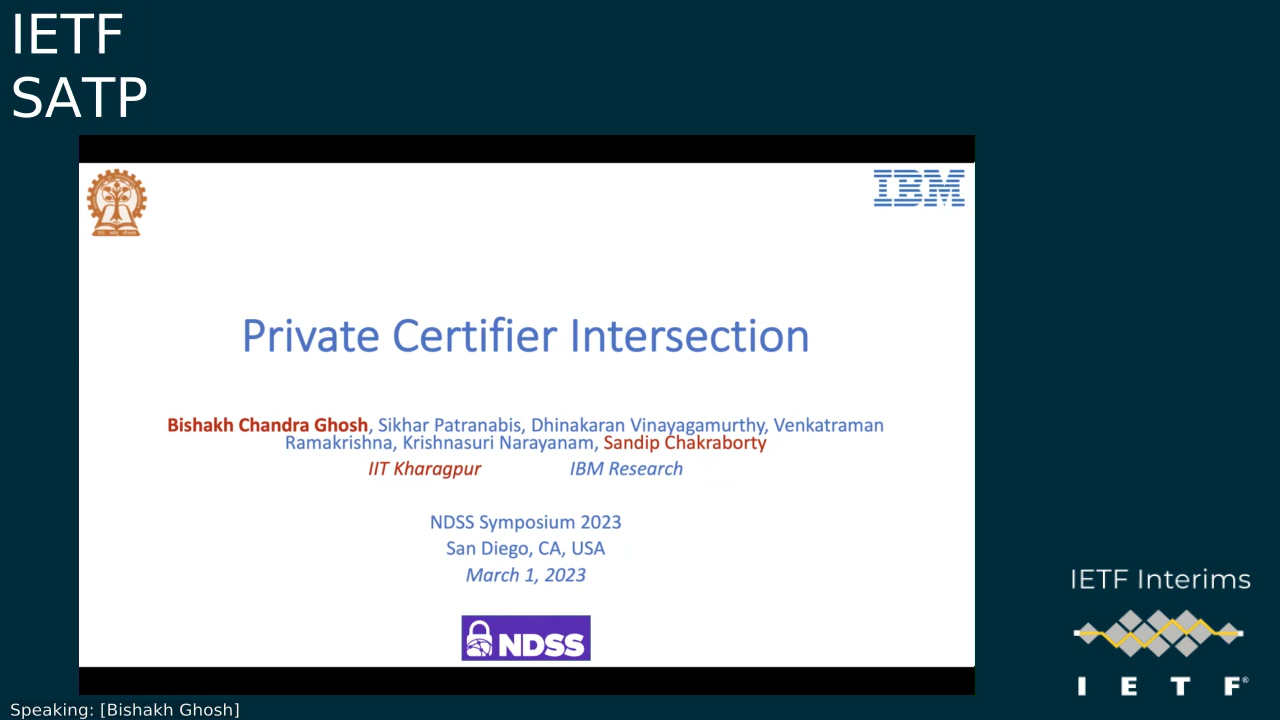 IETF
SATP
IBM
Private Certifier Intersection
Bishakh Chandra Ghosh, Sikhar Patranabis, Dhinakaran Vinayagamurthy, Venkatraman
Ramakrishna, Krishnasuri Narayanam, Sandip Chakraborty
IIT Kharagpur IBM Research
NDSS Symposium 2023
San Diego, CA, USA
March 1, 2023
NDSS
IETF Interims
I E T F®
Speaking: [Bishakh Ghosh]